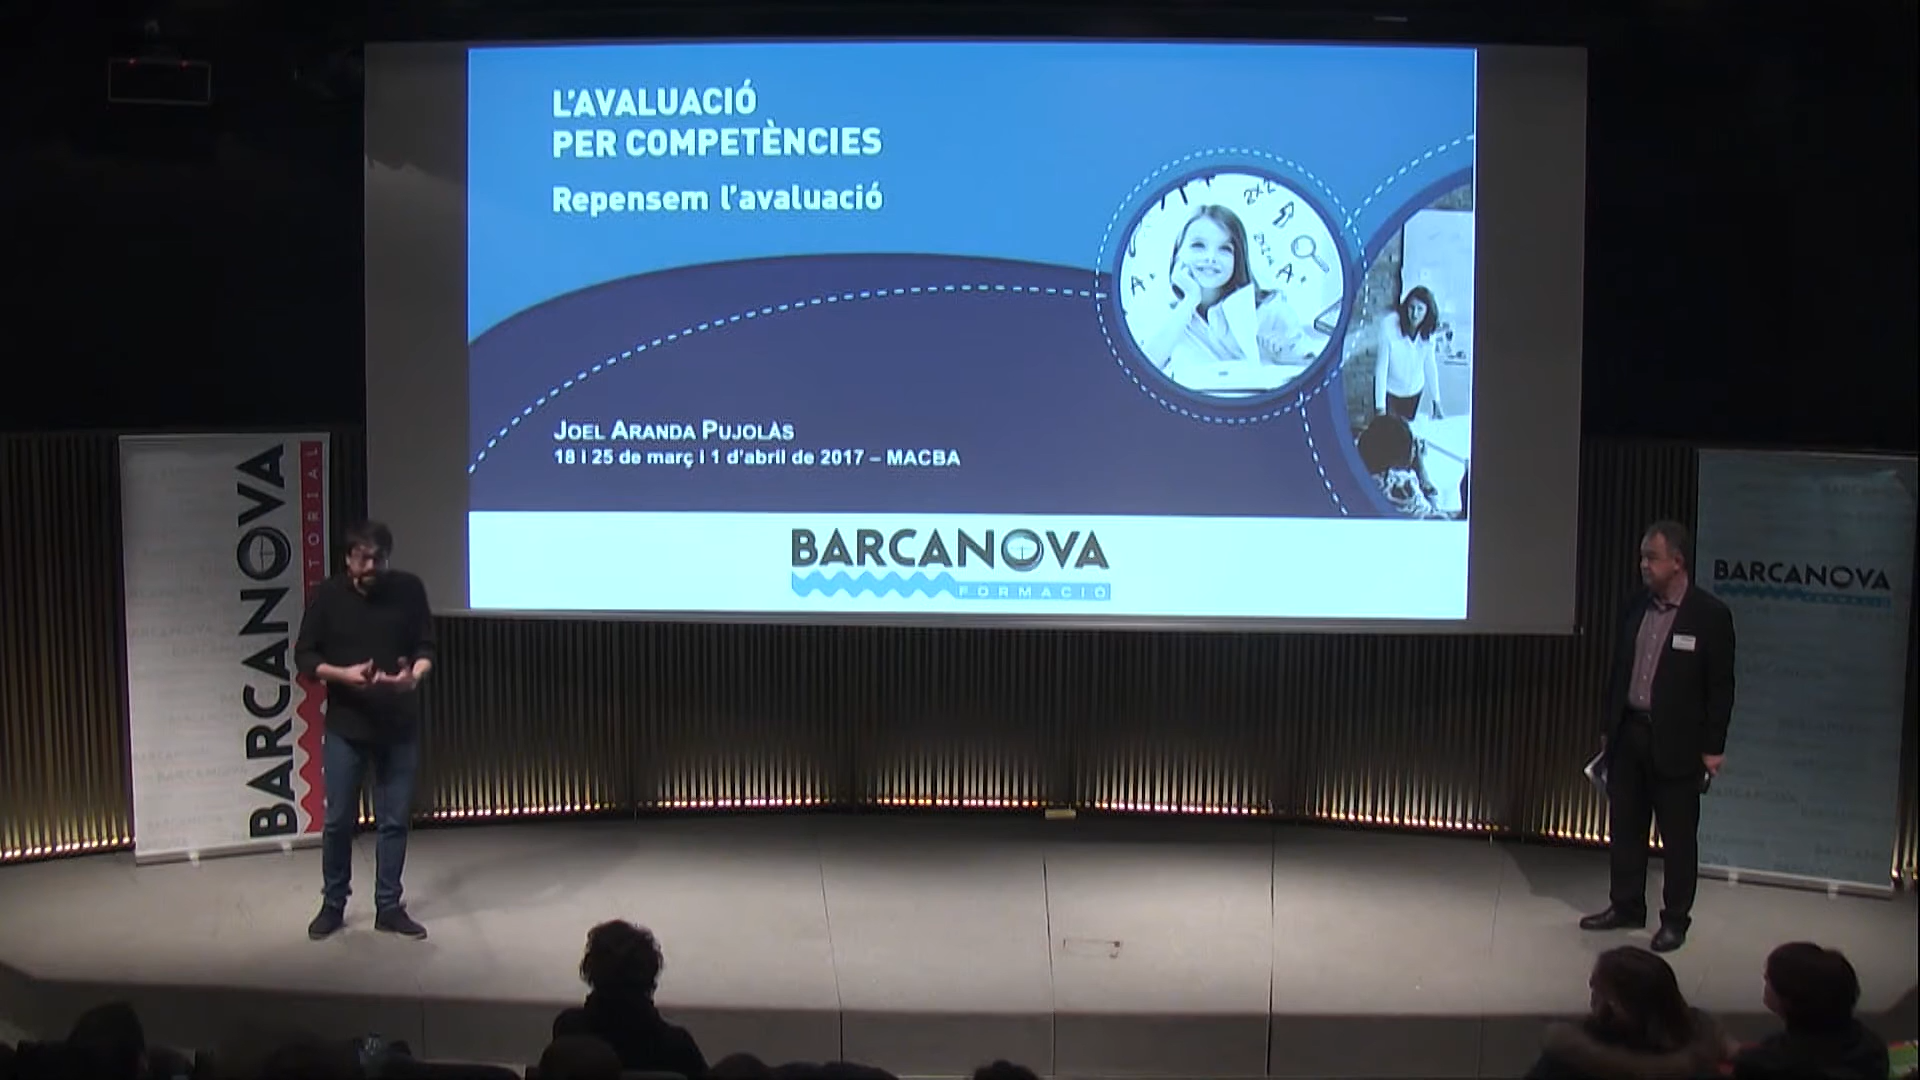 L'AVALUACIÓ
PER COMPETÈNCIES
Repensem l'avaluació
JOEL ARANDA PUJOLÀS
18 i 25 de març i 1 d'abril de 2017 – MACBA
BARCANOVA
FORMACIÓ
BARCANOVA
BARCANOVA
FORMACIÓ